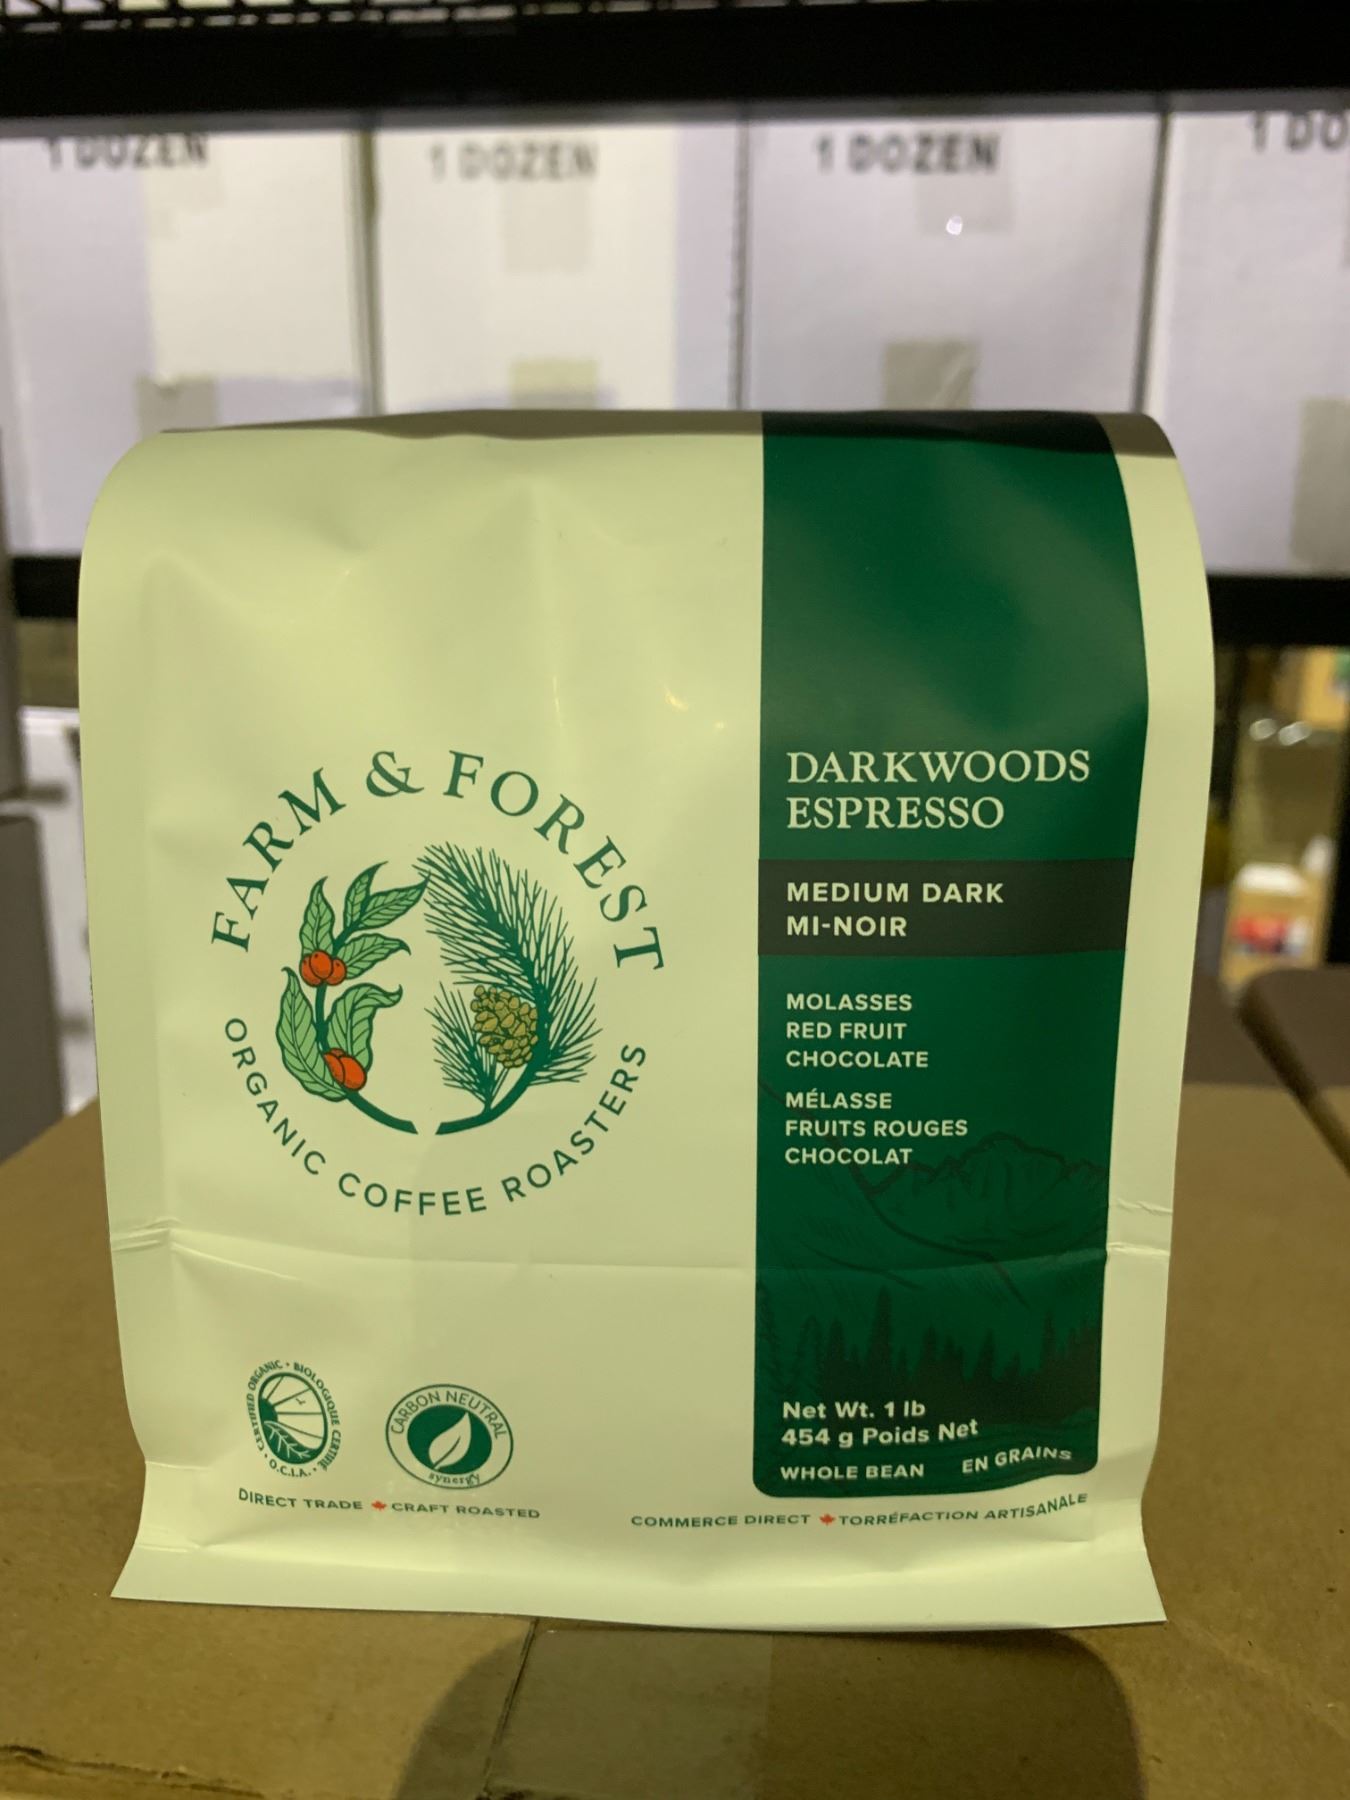 1 DOZEN
1 DOZEN
1 DOZEN
1 DO
FARM & FOREST
ORGANIC COFFEE ROASTERS
DARKWOODS
ESPRESSO
MEDIUM DARK
MI-NOIR
MOLASSES
RED FRUIT
CHOCOLATE
MÉLASSE
FRUITS ROUGES
CHOCOLAT
Net Wt. 1 lb
454 g Poids Net
WHOLE BEAN EN GRAINS
CERTIFIED ORGANIC • BIOLOGIQUE CERTIFIÉ
• O.C.I.A. •
CARBON NEUTRAL
synergy
DIRECT TRADE CRAFT ROASTED
COMMERCE DIRECT TORRÉFACTION ARTISANALE